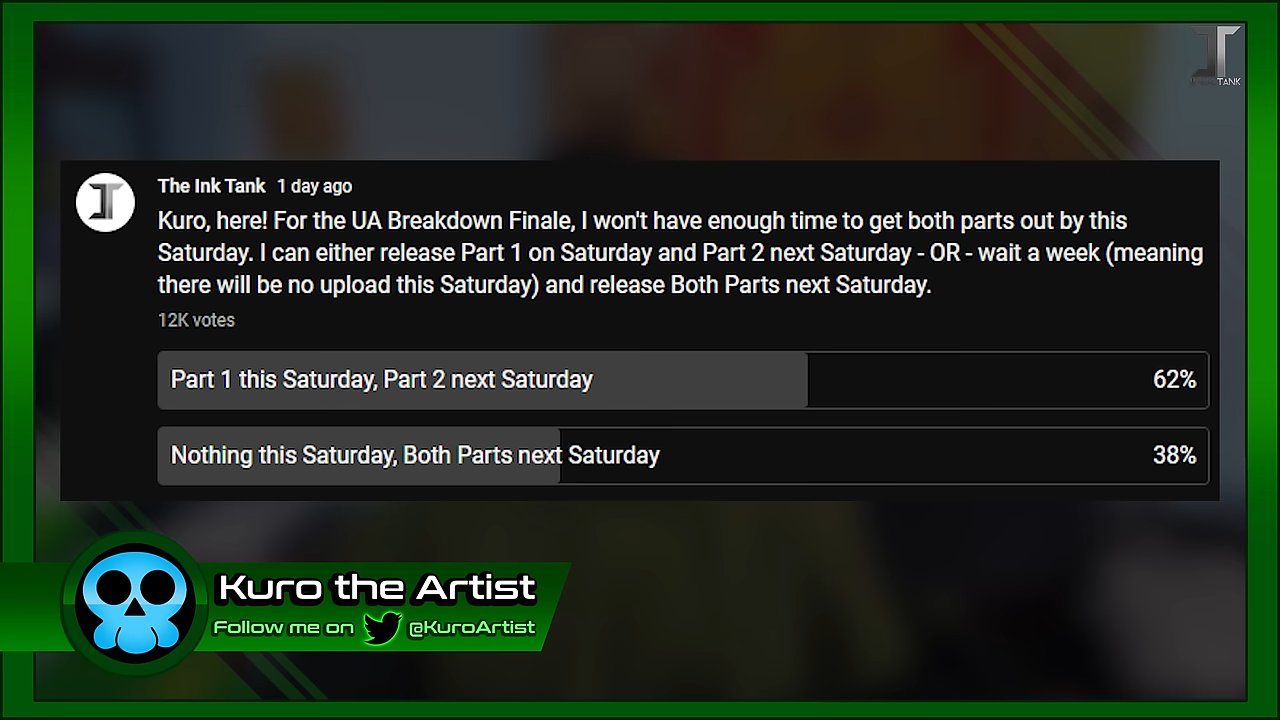 TANK
The Ink Tank 1 day ago
Kuro, here! For the UA Breakdown Finale, I won't have enough time to get both parts out by this
Saturday. I can either release Part 1 on Saturday and Part 2 next Saturday - OR - wait a week (meaning
there will be no upload this Saturday) and release Both Parts next Saturday.
12K votes
Part 1 this Saturday, Part 2 next Saturday 62%
Nothing this Saturday, Both Parts next Saturday 38%
Kuro the Artist
Follow me on @KuroArtist